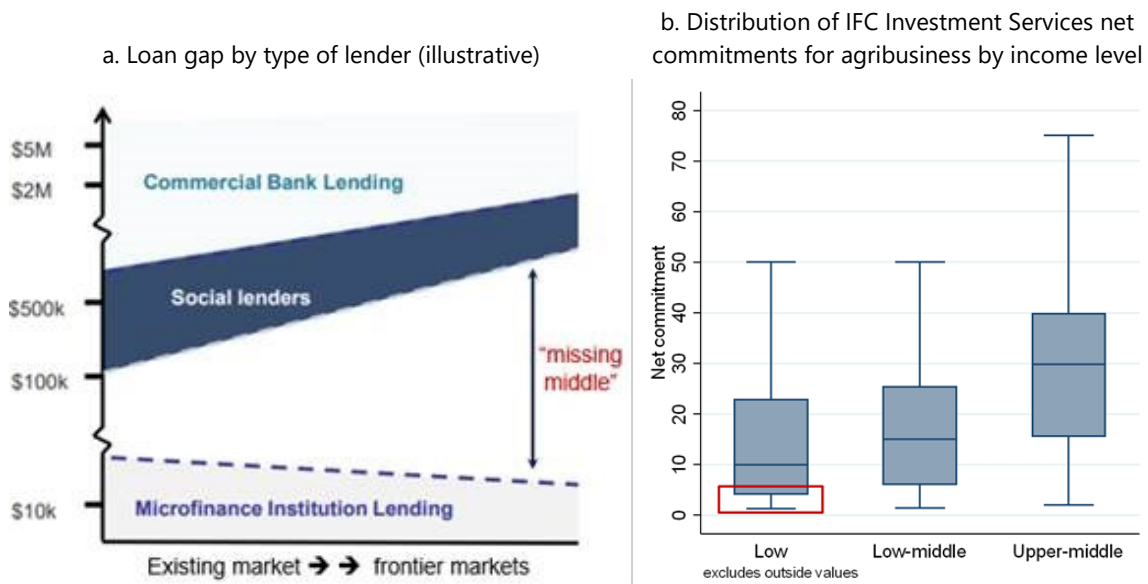 a. Loan gap by type of lender (illustrative)
$5M
$2M
$500k
$100k
$10k
Commercial Bank Lending
Social lenders
"missing
middle"
Microfinance Institution Lending
Existing market → → frontier markets
b. Distribution of IFC Investment Services net
commitments for agribusiness by income level
Net commitment
80
70
60
50
40
30
20
10
0
Low
Low-middle
Upper-middle
excludes outside values